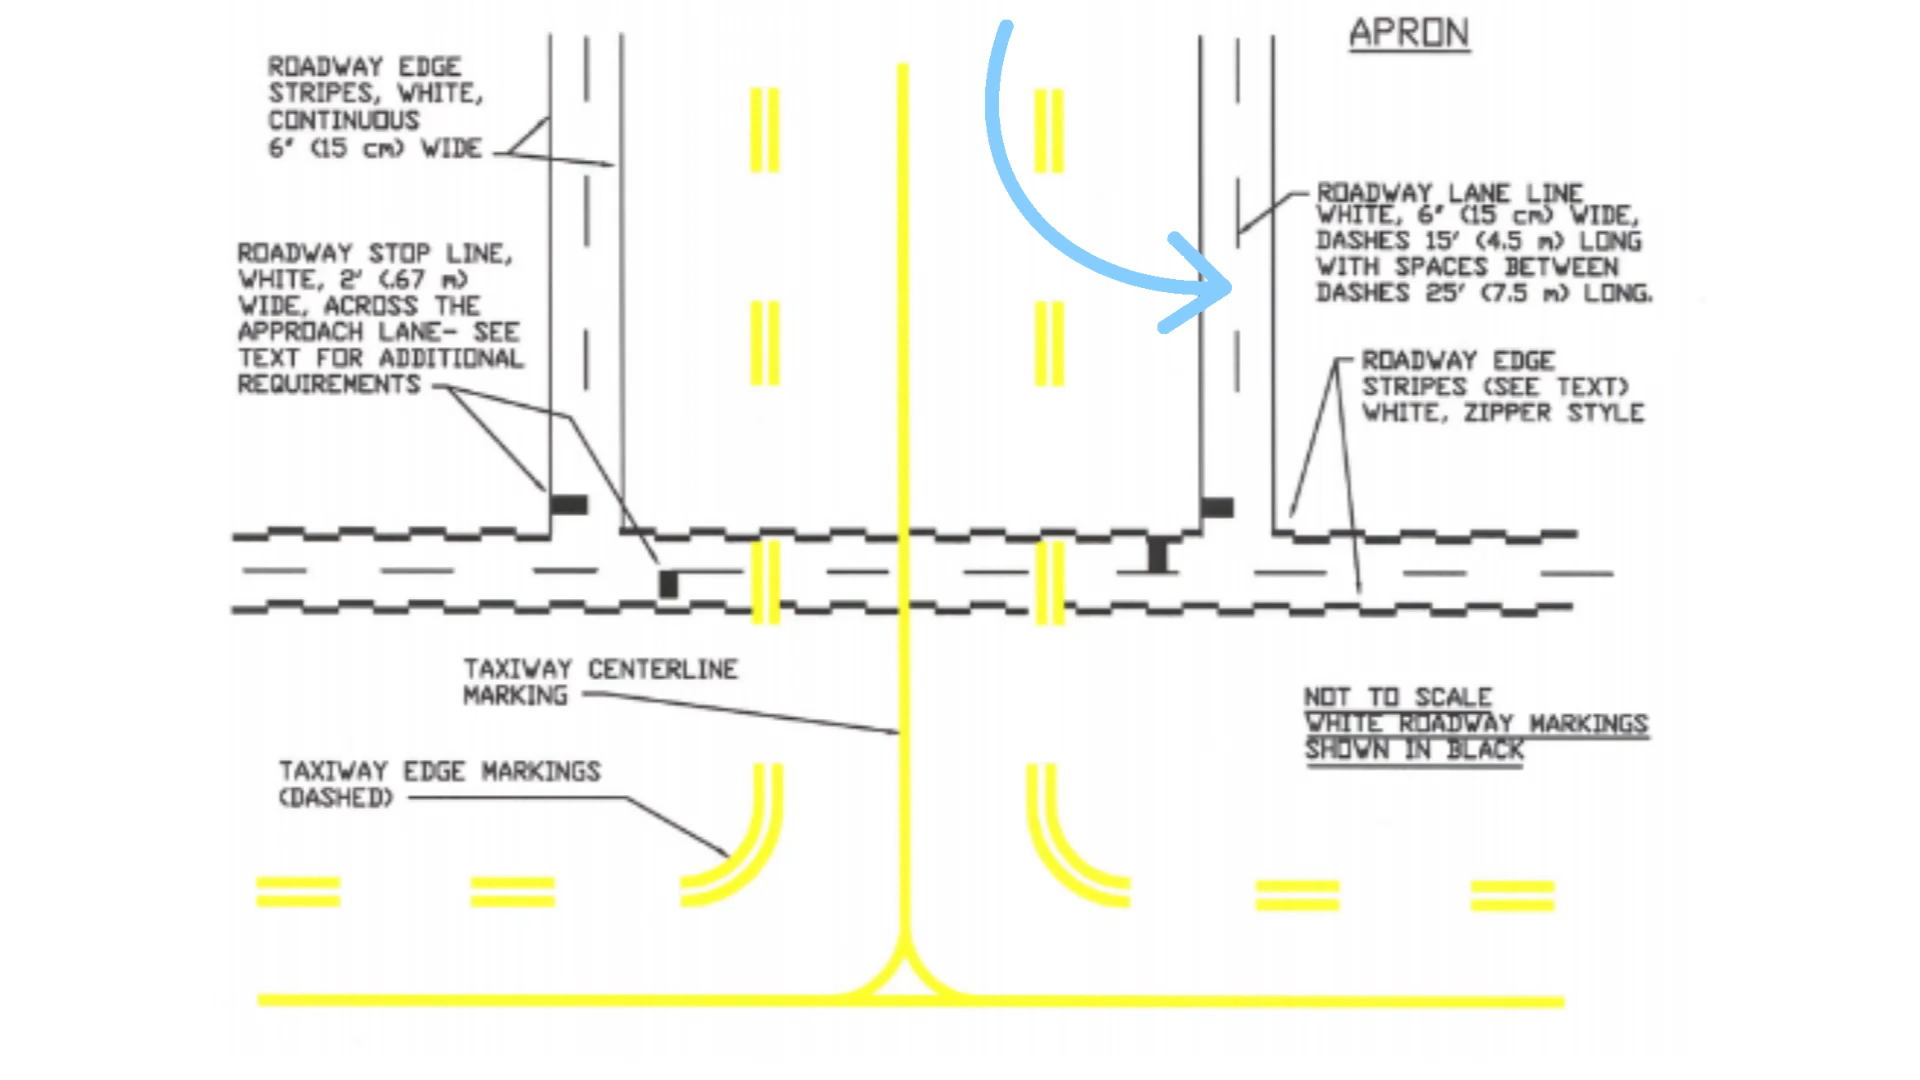 APRON
ROADWAY EDGE
STRIPES, WHITE,
CONTINUOUS
6" (15 cm) WIDE
ROADWAY LANE LINE
WHITE, 6" (15 cm) WIDE,
DASHES 15' (4.5 m) LONG
WITH SPACES BETWEEN
DASHES 25' (7.5 m) LONG.
ROADWAY STOP LINE,
WHITE, 2' (.67 m)
WIDE, ACROSS THE
APPROACH LANE- SEE
TEXT FOR ADDITIONAL
REQUIREMENTS
ROADWAY EDGE
STRIPES (SEE TEXT)
WHITE, ZIPPER STYLE
TAXIWAY CENTERLINE
MARKING
NOT TO SCALE
WHITE ROADWAY MARKINGS
SHOWN IN BLACK
TAXIWAY EDGE MARKINGS
(DASHED)